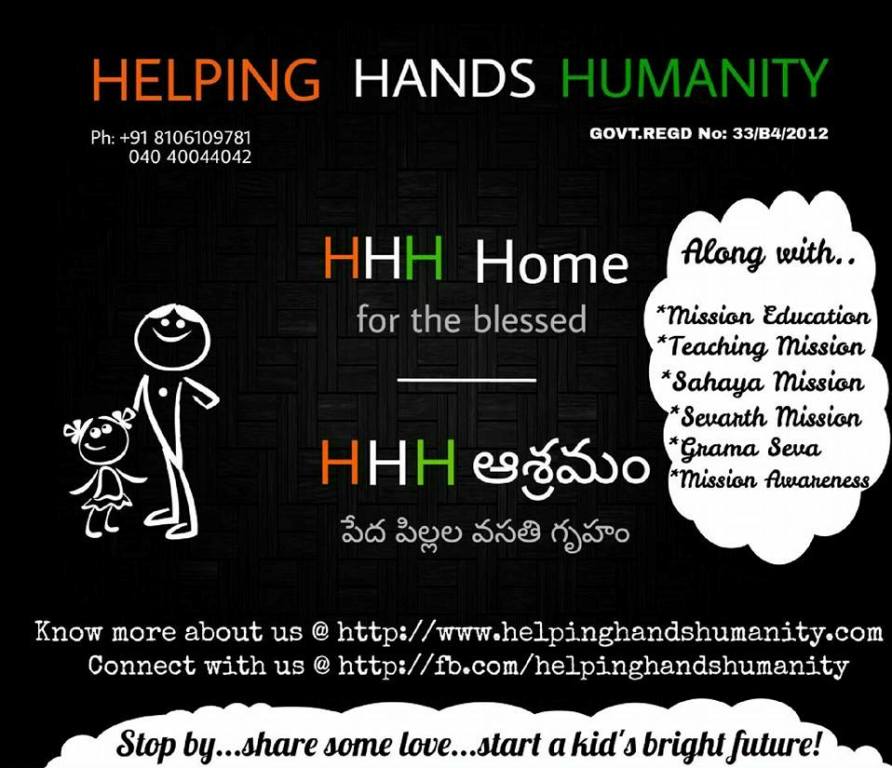 HELPING HANDS HUMANITY
Ph: +91 8106109781
040 40044042
GOVT.REGD No: 33/B4/2012
HHH Home
for the blessed
HHH ఆశ్రమం
పేద పిల్లల వసతి గృహం
Along with..
*Mission Education
*Teaching Mission
*Sahaya Mission
*Sevarth Mission
*Grama Seva
*Mission Awareness
Know more about us @ http://www.helpinghandshumanity.com
Connect with us @ http://fb.com/helpinghandshumanity
Stop by...share some love...start a kid's bright future!